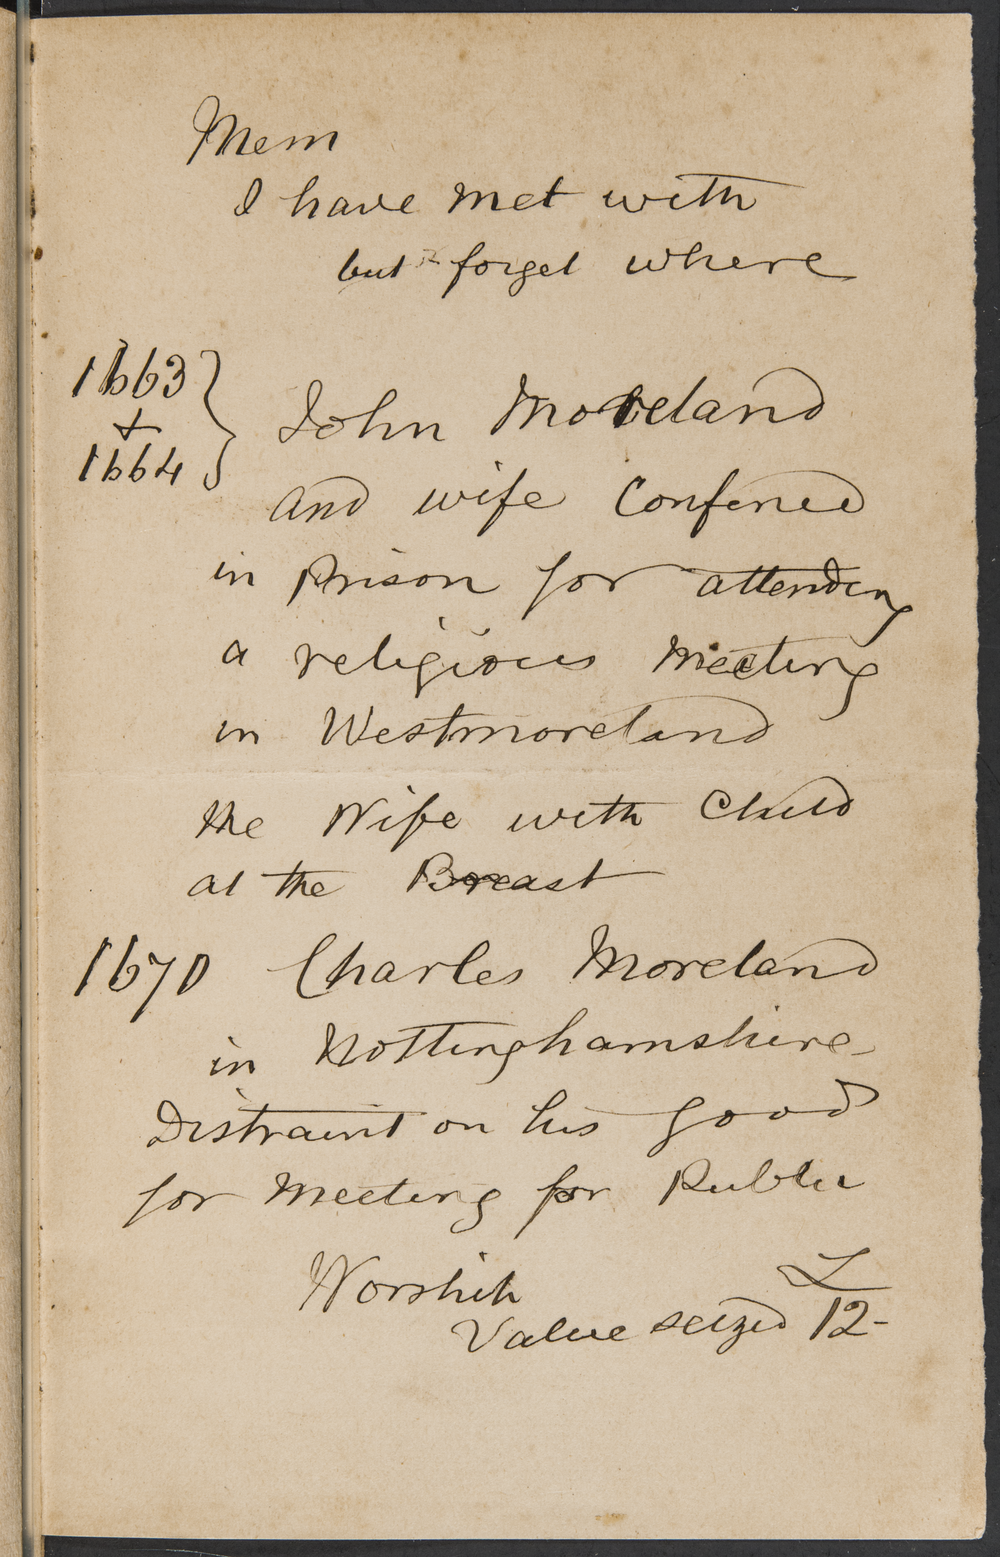 Mem
I have met with
but forget where
1663
&
1664
John Moreland
and wife Confined
in Prison for attending
a religious Meeting
in Westmoreland
the Wife with Child
at the Breast
1670 Charles Moreland
in Nottinghamshire
Distraint on his good
for Meeting for Public
Worship
£
Value seized 12-